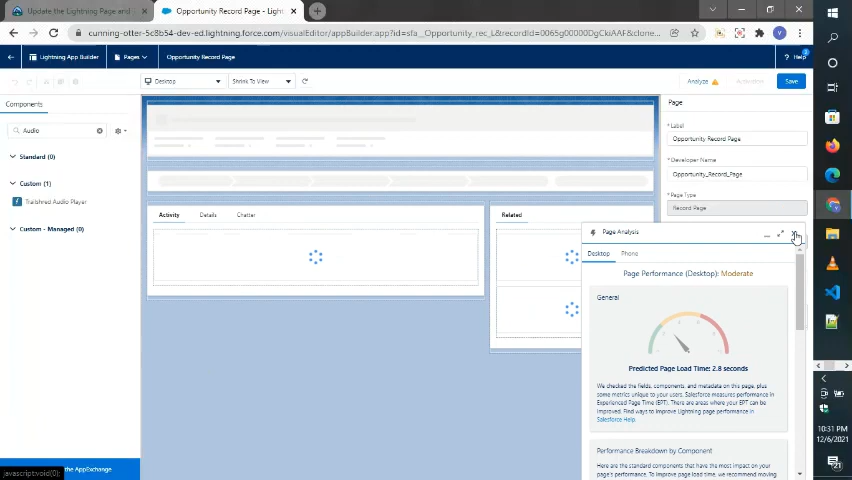 Update the Lightning Page and
Opportunity Record Page - Light
cunning-otter-5c8b54-dev-ed.lightning.force.com/visualEditor/appBuilder.app?id=sfa__Opportunity_rec_L&recordId=0065g00000DgCkiAAF&clone
Lightning App Builder
Pages
Opportunity Record Page
Help
Desktop
Shrink To View
Analyze
Activation
Save
Components
Audio
Standard (0)
Custom (1)
Trailshred Audio Player
Custom - Managed (0)
the AppExchange
javascript:void(0);
Activity
Details
Chatter
Related
Page
*Label
Opportunity Record Page
*Developer Name
Opportunity_Record_Page
*Page Type
Record Page
Page Analysis
Desktop
Phone
Page Performance (Desktop): Moderate
General
Predicted Page Load Time: 2.8 seconds
We checked the fields, components, and metadata on this page, plus
some metrics unique to your users. Salesforce measures performance in
Experienced Page Time (EPT). There are areas where your EPT can be
improved. Find ways to improve Lightning page performance in
Salesforce Help.
Performance Breakdown by Component
Here are the standard components that have the most impact on your
page's performance. To improve page load time, we recommend moving
10:31 PM
12/6/2021
21